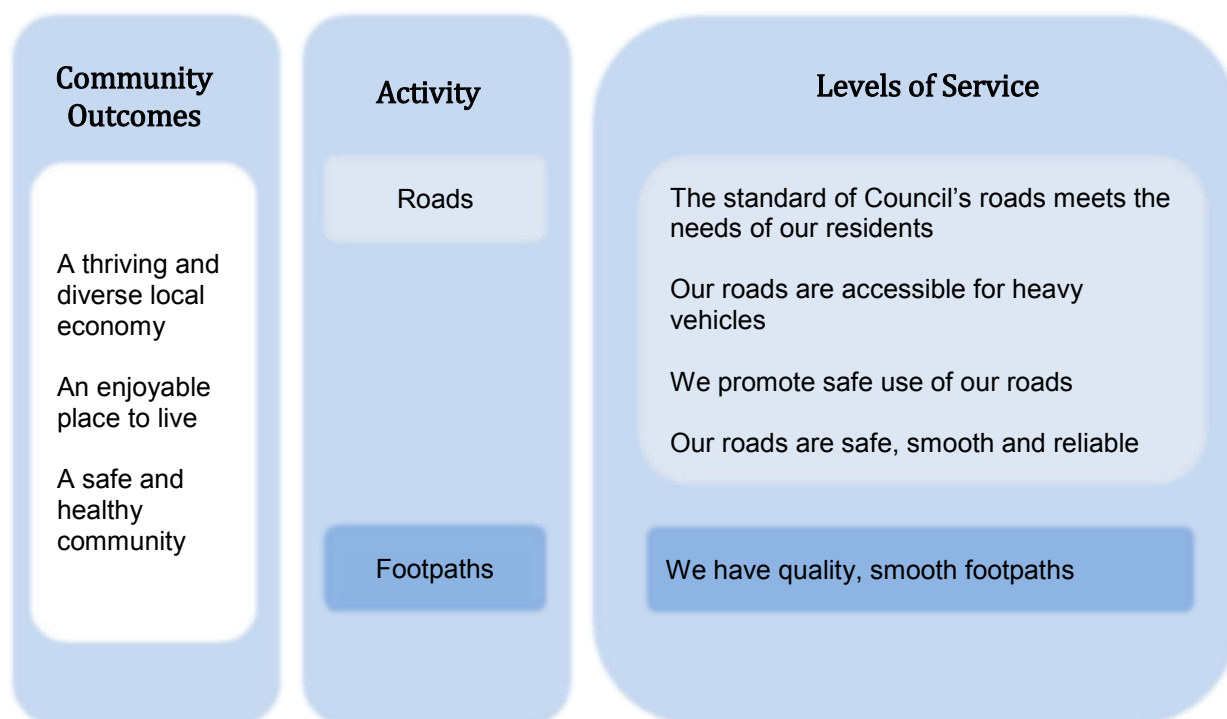 Community
Outcomes
A thriving and
diverse local
economy
An enjoyable
place to live
A safe and
healthy
community
Activity
Roads
Footpaths
Levels of Service
The standard of Council’s roads meets the
needs of our residents
Our roads are accessible for heavy
vehicles
We promote safe use of our roads
Our roads are safe, smooth and reliable
We have quality, smooth footpaths